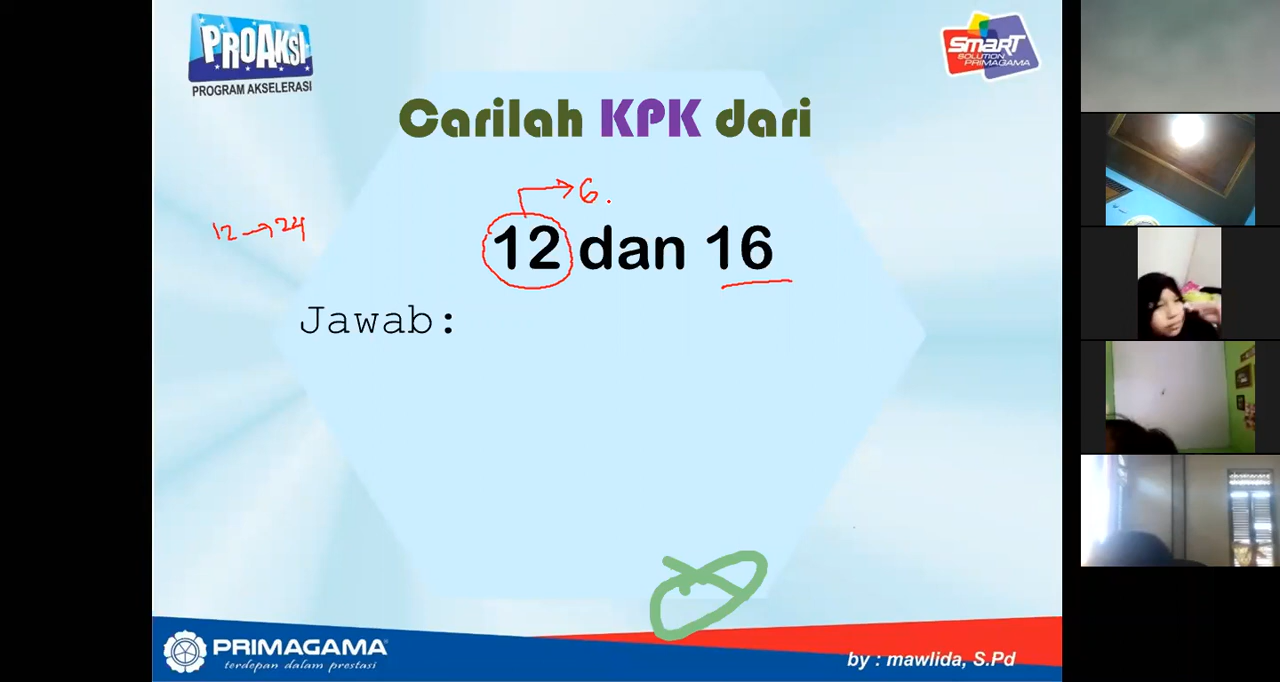 PROAKSI
PROGRAM AKSELERASI
SMART
SOLUTION
PRIMAGAMA
Carilah KPK dari
6.
12 → 24
12 dan 16
Jawab:
PRIMAGAMA
terdepan dalam prestasi
by : mawlida, S.Pd